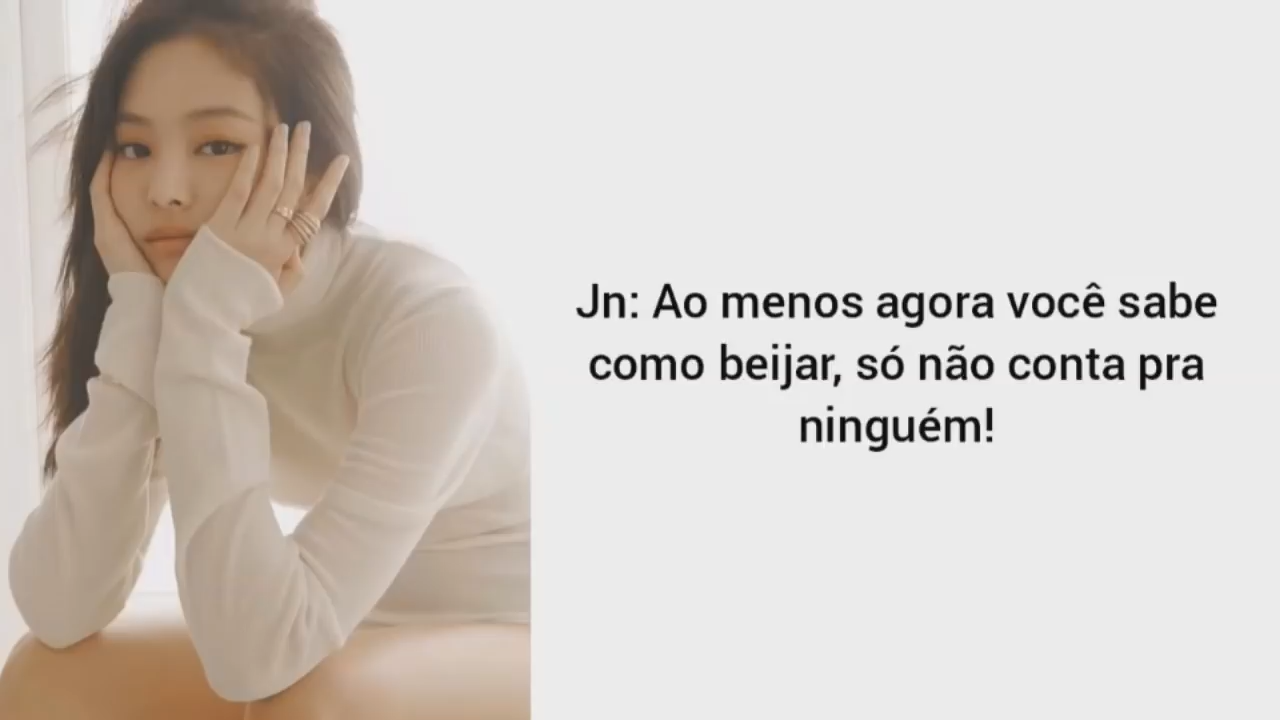 Jn: Ao menos agora você sabe
como beijar, só não conta pra
ninguém!